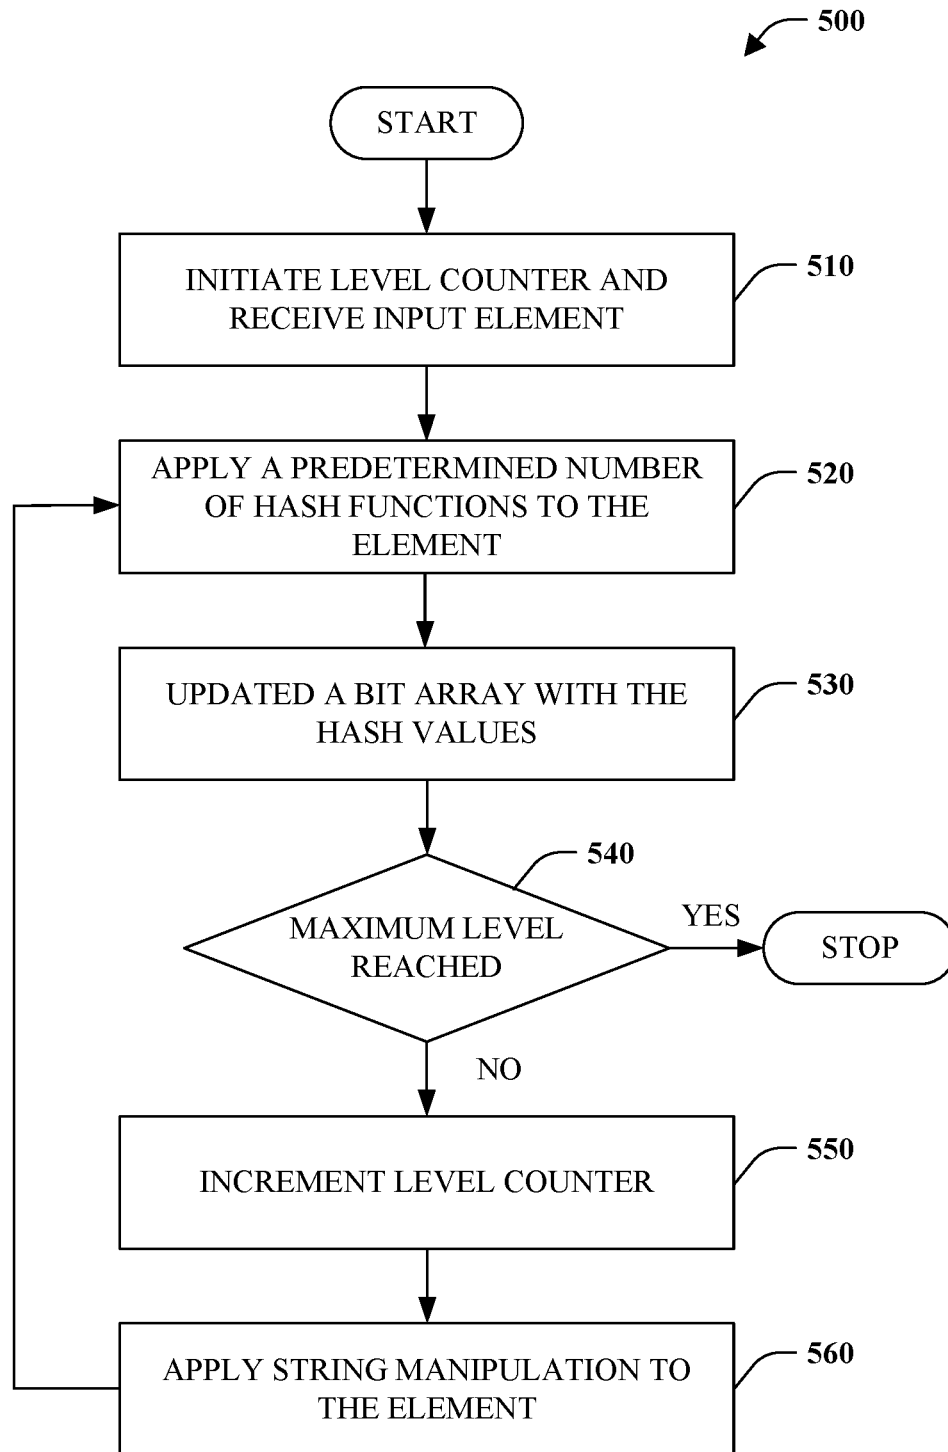 500
START
INITIATE LEVEL COUNTER AND
RECEIVE INPUT ELEMENT
510
APPLY A PREDETERMINED NUMBER
OF HASH FUNCTIONS TO THE
ELEMENT
520
UPDATED A BIT ARRAY WITH THE
HASH VALUES
530
540
MAXIMUM LEVEL
REACHED
YES
STOP
NO
INCREMENT LEVEL COUNTER
550
APPLY STRING MANIPULATION TO
THE ELEMENT
560